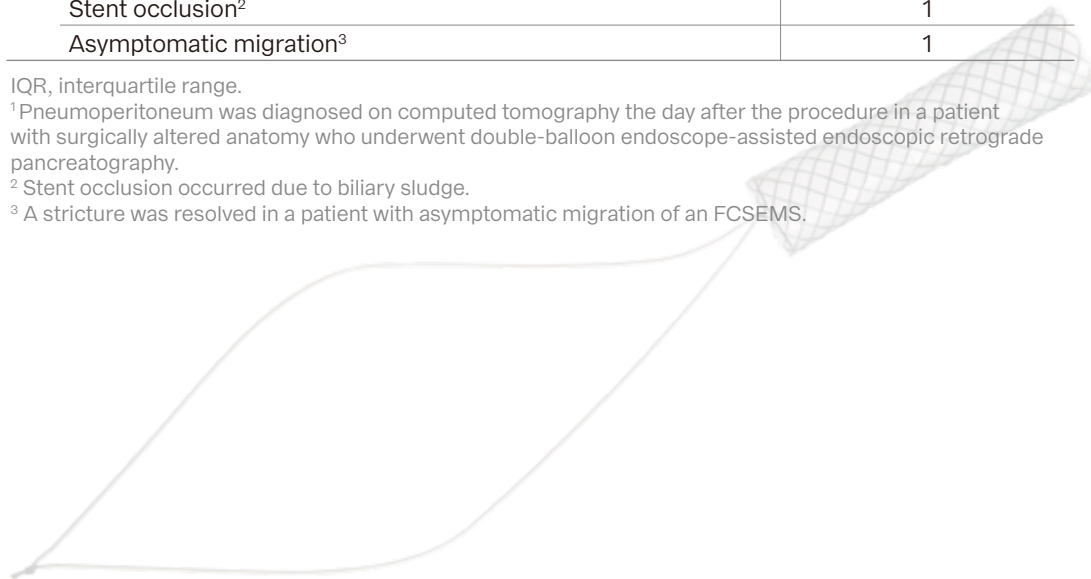 Stent occlusion² 1
Asymptomatic migration³ 1
IQR, interquartile range.
¹ Pneumoperitoneum was diagnosed on computed tomography the day after the procedure in a patient
with surgically altered anatomy who underwent double-balloon endoscope-assisted endoscopic retrograde
pancreatography.
² Stent occlusion occurred due to biliary sludge.
³ A stricture was resolved in a patient with asymptomatic migration of an FCSEMS.